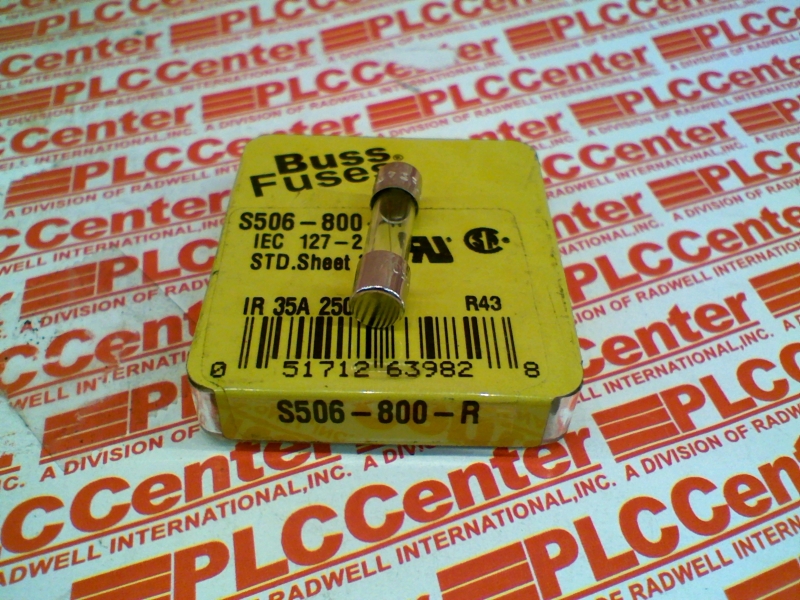 Buss®
Fuses
S506-800
IEC 127-2
STD.Sheet
IR 35A 250
R43
0 51712 63982 8
S506-800-R
PLCCenter
A DIVISION OF RADWELL INTERNATIONAL,INC.